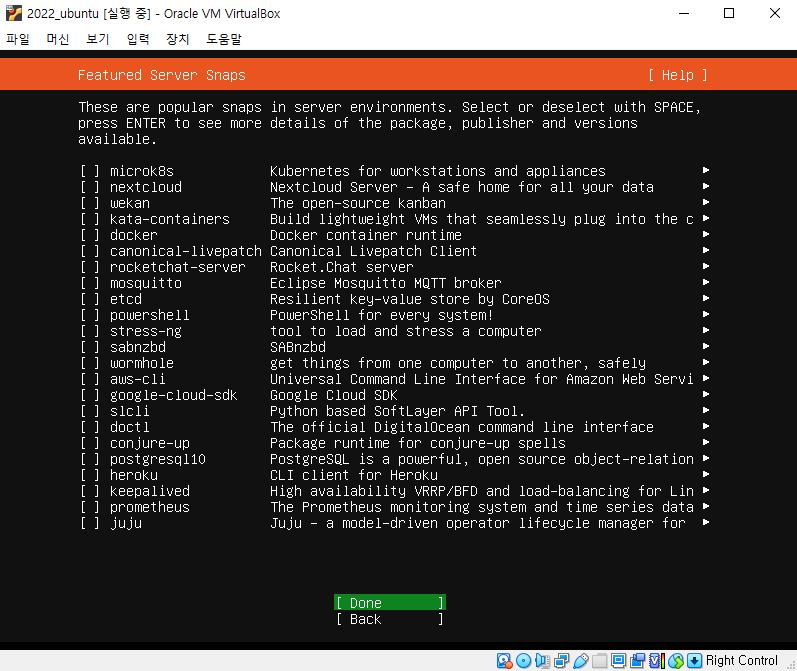 2022_ubuntu [실행 중] - Oracle VM VirtualBox
파일 머신 보기 입력 장치 도움말
Featured Server Snaps [ Help ]
These are popular snaps in server environments. Select or deselect with SPACE,
press ENTER to see more details of the package, publisher and versions
available.
[ ] microk8s Kubernetes for workstations and appliances ▸
[ ] nextcloud Nextcloud Server - A safe home for all your data ▸
[ ] wekan The open-source kanban ▸
[ ] kata-containers Build lightweight VMs that seamlessly plug into the c ▸
[ ] docker Docker container runtime ▸
[ ] canonical-livepatch Canonical Livepatch Client ▸
[ ] rocketchat-server Rocket.Chat server ▸
[ ] mosquitto Eclipse Mosquitto MQTT broker ▸
[ ] etcd Resilient key-value store by CoreOS ▸
[ ] powershell PowerShell for every system! ▸
[ ] stress-ng tool to load and stress a computer ▸
[ ] sabnzbd SABnzbd ▸
[ ] wormhole get things from one computer to another, safely ▸
[ ] aws-cli Universal Command Line Interface for Amazon Web Servi ▸
[ ] google-cloud-sdk Google Cloud SDK ▸
[ ] slcli Python based SoftLayer API Tool. ▸
[ ] doctl The official DigitalOcean command line interface ▸
[ ] conjure-up Package runtime for conjure-up spells ▸
[ ] postgresql10 PostgreSQL is a powerful, open source object-relation ▸
[ ] heroku CLI client for Heroku ▸
[ ] keepalived High availability VRRP/BFD and load-balancing for Lin ▸
[ ] prometheus The Prometheus monitoring system and time series data ▸
[ ] juju Juju - a model-driven operator lifecycle manager for ▸
[ Done ]
[ Back ]
Right Control